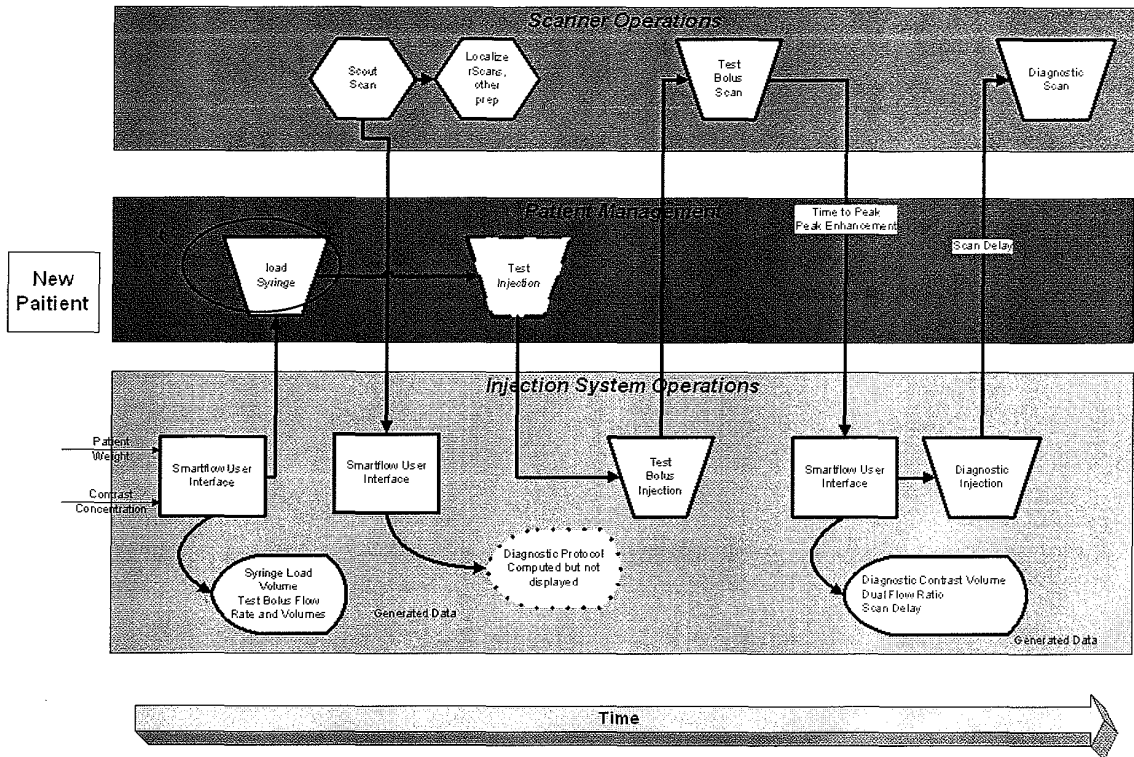 Scanner Operations
Scout
Scan
Localize
rScans,
other
prep
Test
Bolus
Scan
Diagnostic
Scan
Patient Management
Time to Peak
Peak Enhancement
Scan Delay
New
Paitient
load
Syringe
Test
Injection
Injection System Operations
Patient
Weight
Contrast
Concentration
Smartflow User
Interface
Smartflow User
Interface
Test
Bolus
Injection
Smartflow User
Interface
Diagnostic
Injection
Syringe Load
Volume
Test Bolus Flow
Rate and Volumes
Generated Data
Diagnostic Protocol
Computed but not
displayed
Diagnostic Contrast Volume
Dual Flow Ratio
Scan Delay
Generated Data
Time